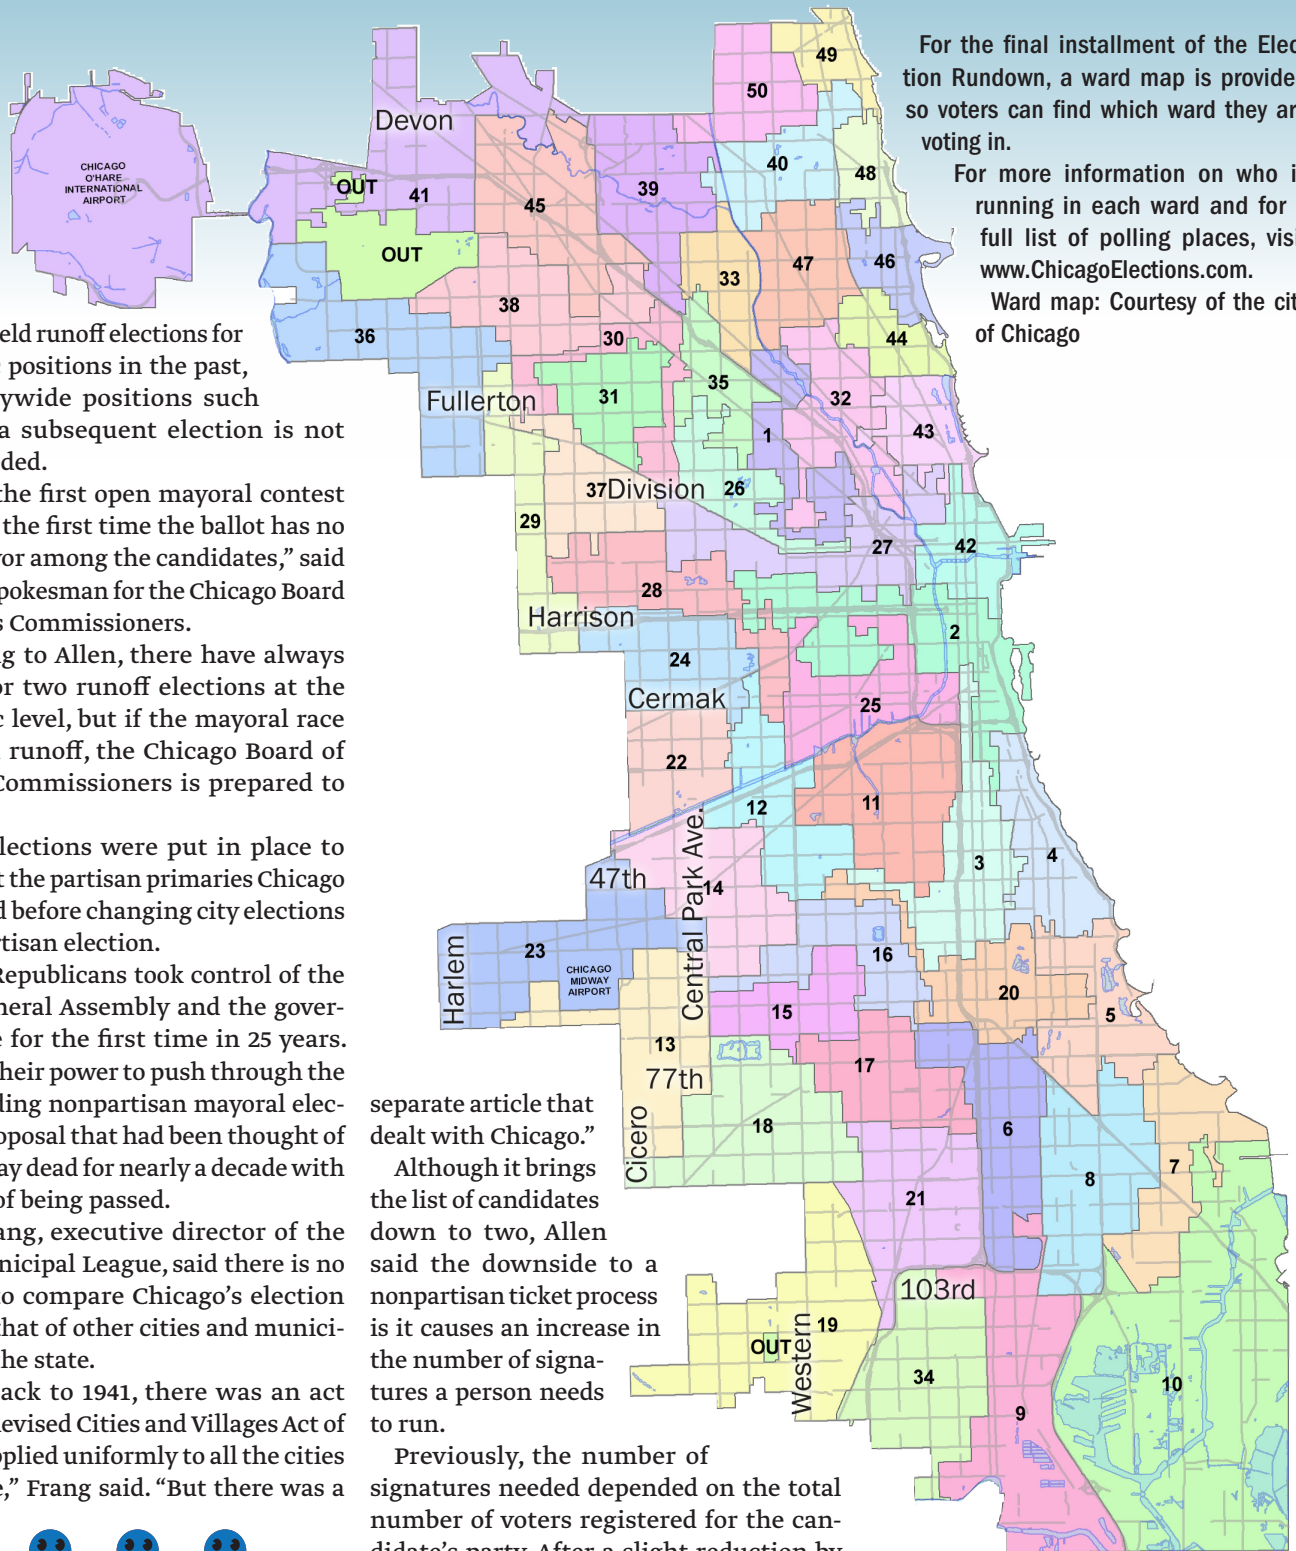 For the final installment of the Elec-
tion Rundown, a ward map is provide
so voters can find which ward they ar
voting in.
For more information on who i
running in each ward and for
full list of polling places, visi
www.ChicagoElections.com.
Ward map: Courtesy of the cit
of Chicago
CHICAGO
O'HARE
INTERNATIONAL
AIRPORT
Devon
OUT
41
OUT
45
39
50
49
40
48
33
47
46
38
36
30
44
35
31
32
43
Fullerton
1
37
Division
26
29
27
42
28
Harrison
2
24
Cermak
25
22
12
11
3
4
47th
14
Central Park Ave.
Harlem
23
CHICAGO
MIDWAY
AIRPORT
16
20
5
15
13
77th
17
18
Cicero
6
7
8
21
103rd
19
OUT
Western
34
9
10
eld runoff elections for
positions in the past,
ywide positions such
a subsequent election is not
ded.
the first open mayoral contest
the first time the ballot has no
or among the candidates,” said
pokesman for the Chicago Board
s Commissioners.
ng to Allen, there have always
or two runoff elections at the
c level, but if the mayoral race
runoff, the Chicago Board of
Commissioners is prepared to
lections were put in place to
t the partisan primaries Chicago
d before changing city elections
rtisan election.
Republicans took control of the
neral Assembly and the gover-
e for the first time in 25 years.
their power to push through the
ding nonpartisan mayoral elec-
oposal that had been thought of
ay dead for nearly a decade with
of being passed.
ang, executive director of the
nicipal League, said there is no
to compare Chicago’s election
that of other cities and munici-
he state.
ack to 1941, there was an act
Revised Cities and Villages Act of
pplied uniformly to all the cities
e,” Frang said. “But there was a
separate article that
dealt with Chicago.”
Although it brings
the list of candidates
down to two, Allen
said the downside to a
nonpartisan ticket process
is it causes an increase in
the number of signa-
tures a person needs
to run.
Previously, the number of
signatures needed depended on the total
number of voters registered for the can-
didate’s party. After a slight reduction by